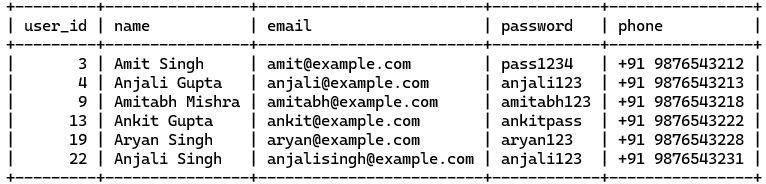 +---------+----------------+-------------------------+------------+----------------+
| user_id | name           | email                   | password   | phone          |
+---------+----------------+-------------------------+------------+----------------+
|       3 | Amit Singh     | amit@example.com        | pass1234   | +91 9876543212 |
|       4 | Anjali Gupta   | anjali@example.com      | anjali123  | +91 9876543213 |
|       9 | Amitabh Mishra | amitabh@example.com     | amitabh123 | +91 9876543218 |
|      13 | Ankit Gupta    | ankit@example.com       | ankitpass  | +91 9876543222 |
|      19 | Aryan Singh    | aryan@example.com       | aryan123   | +91 9876543228 |
|      22 | Anjali Singh   | anjalisingh@example.com | anjali123  | +91 9876543231 |
+---------+----------------+-------------------------+------------+----------------+